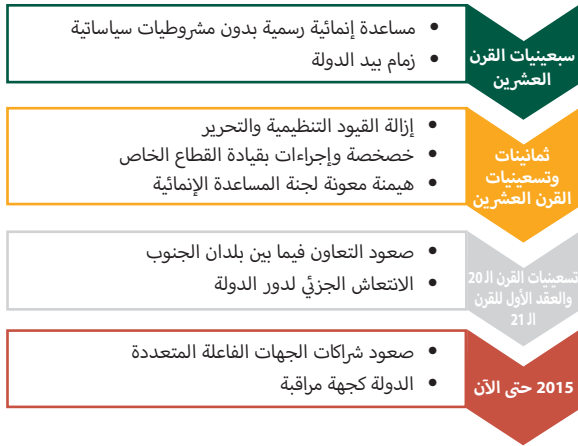 سبعينيات القرن
العشرين
• مساعدة إنمائية رسمية بدون مشروطيات سياساتية
• زمام بيد الدولة
ثمانينات
وتسعينيات
القرن العشرين
• إزالة القيود التنظيمية والتحرير
• خصخصة وإجراءات بقيادة القطاع الخاص
• هيمنة معونة لجنة المساعدة الإنمائية
تسعينيات القرن الـ 20
والعقد الأول للقرن
الـ 21
• صعود التعاون فيما بين بلدان الجنوب
• الانتعاش الجزئي لدور الدولة
2015 حتى الآن
• صعود شراكات الجهات الفاعلة المتعددة
• الدولة كجهة مراقبة